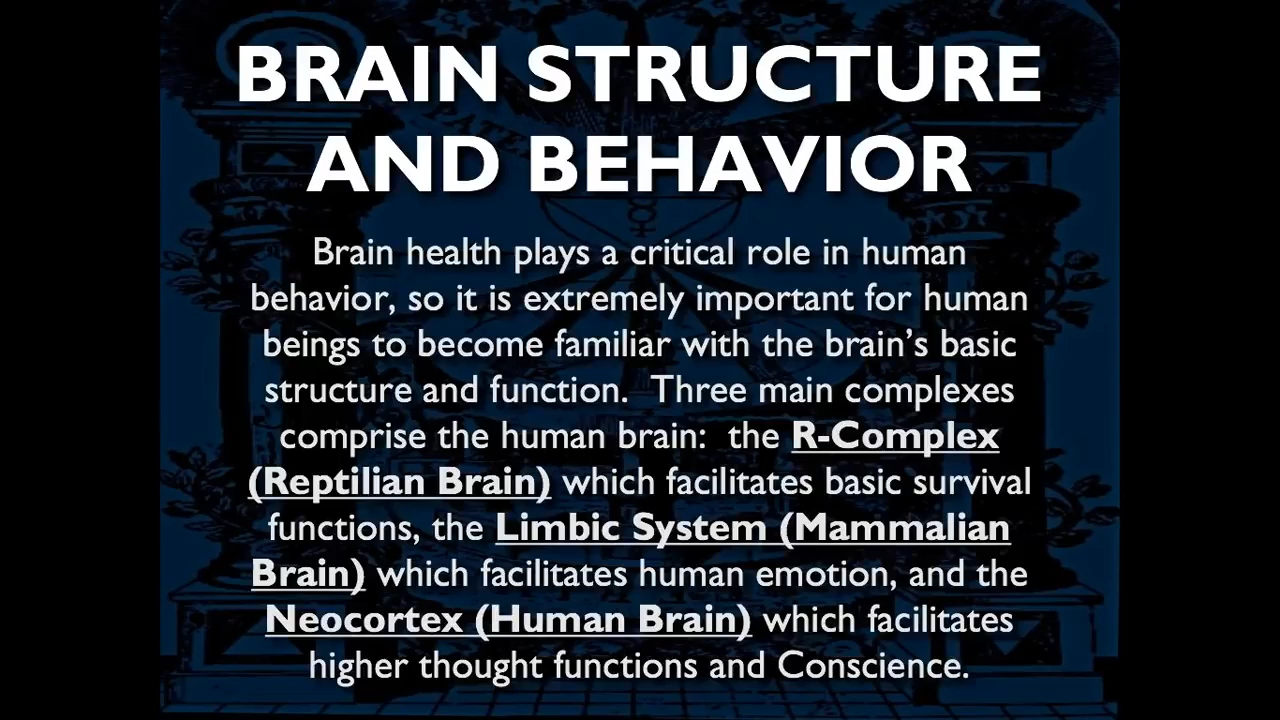 BRAIN STRUCTURE
AND BEHAVIOR
Brain health plays a critical role in human
behavior, so it is extremely important for human
beings to become familiar with the brain’s basic
structure and function.  Three main complexes
comprise the human brain:  the R-Complex
(Reptilian Brain) which facilitates basic survival
functions, the Limbic System (Mammalian
Brain) which facilitates human emotion, and the
Neocortex (Human Brain) which facilitates
higher thought functions and Conscience.